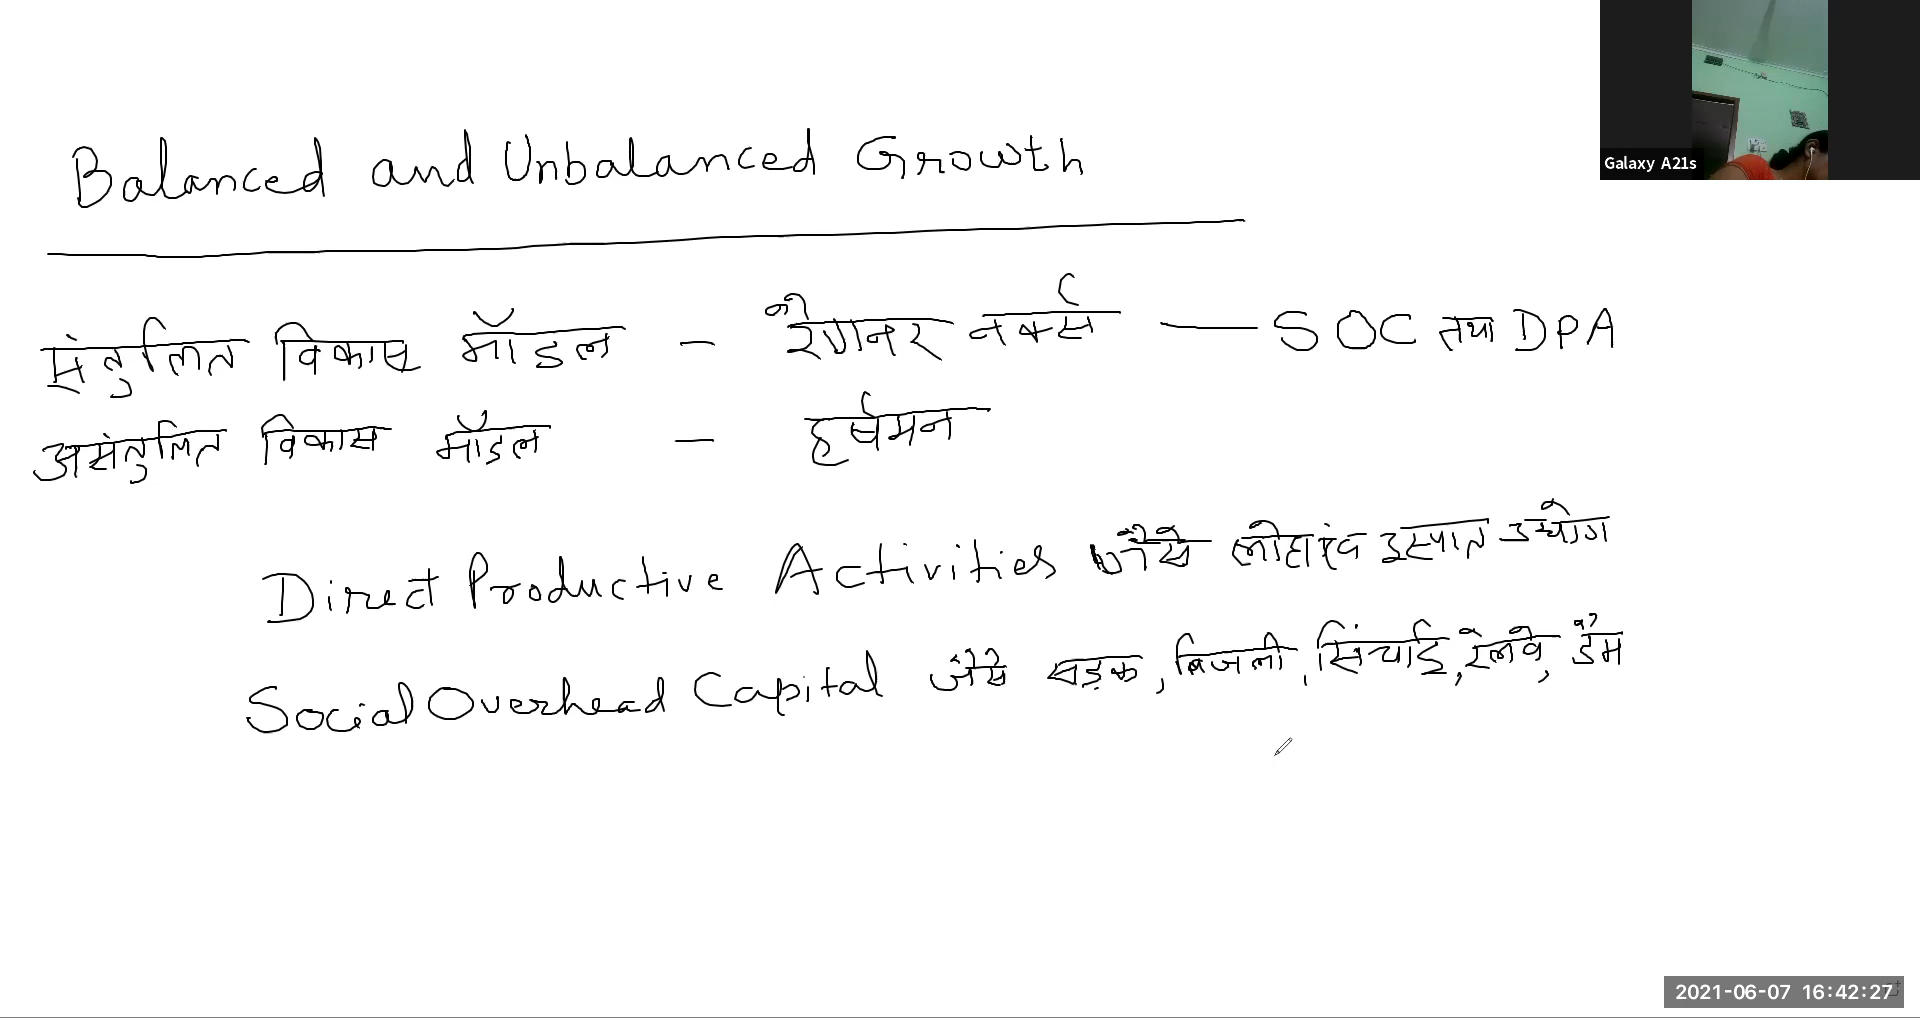 Galaxy A21s
Balanced and Unbalanced Growth
संतुलित विकास मॉडल - रैगनर नर्क्स — SOC तथा DPA
असंतुलित विकास मॉडल - हर्षमन
Direct Productive Activities जैसे लोहा एवं इस्पात उद्योग
Social Overhead Capital जैसे सड़क, बिजली, सिंचाई, रेलवे, डैम
2021-06-07 16:42:27